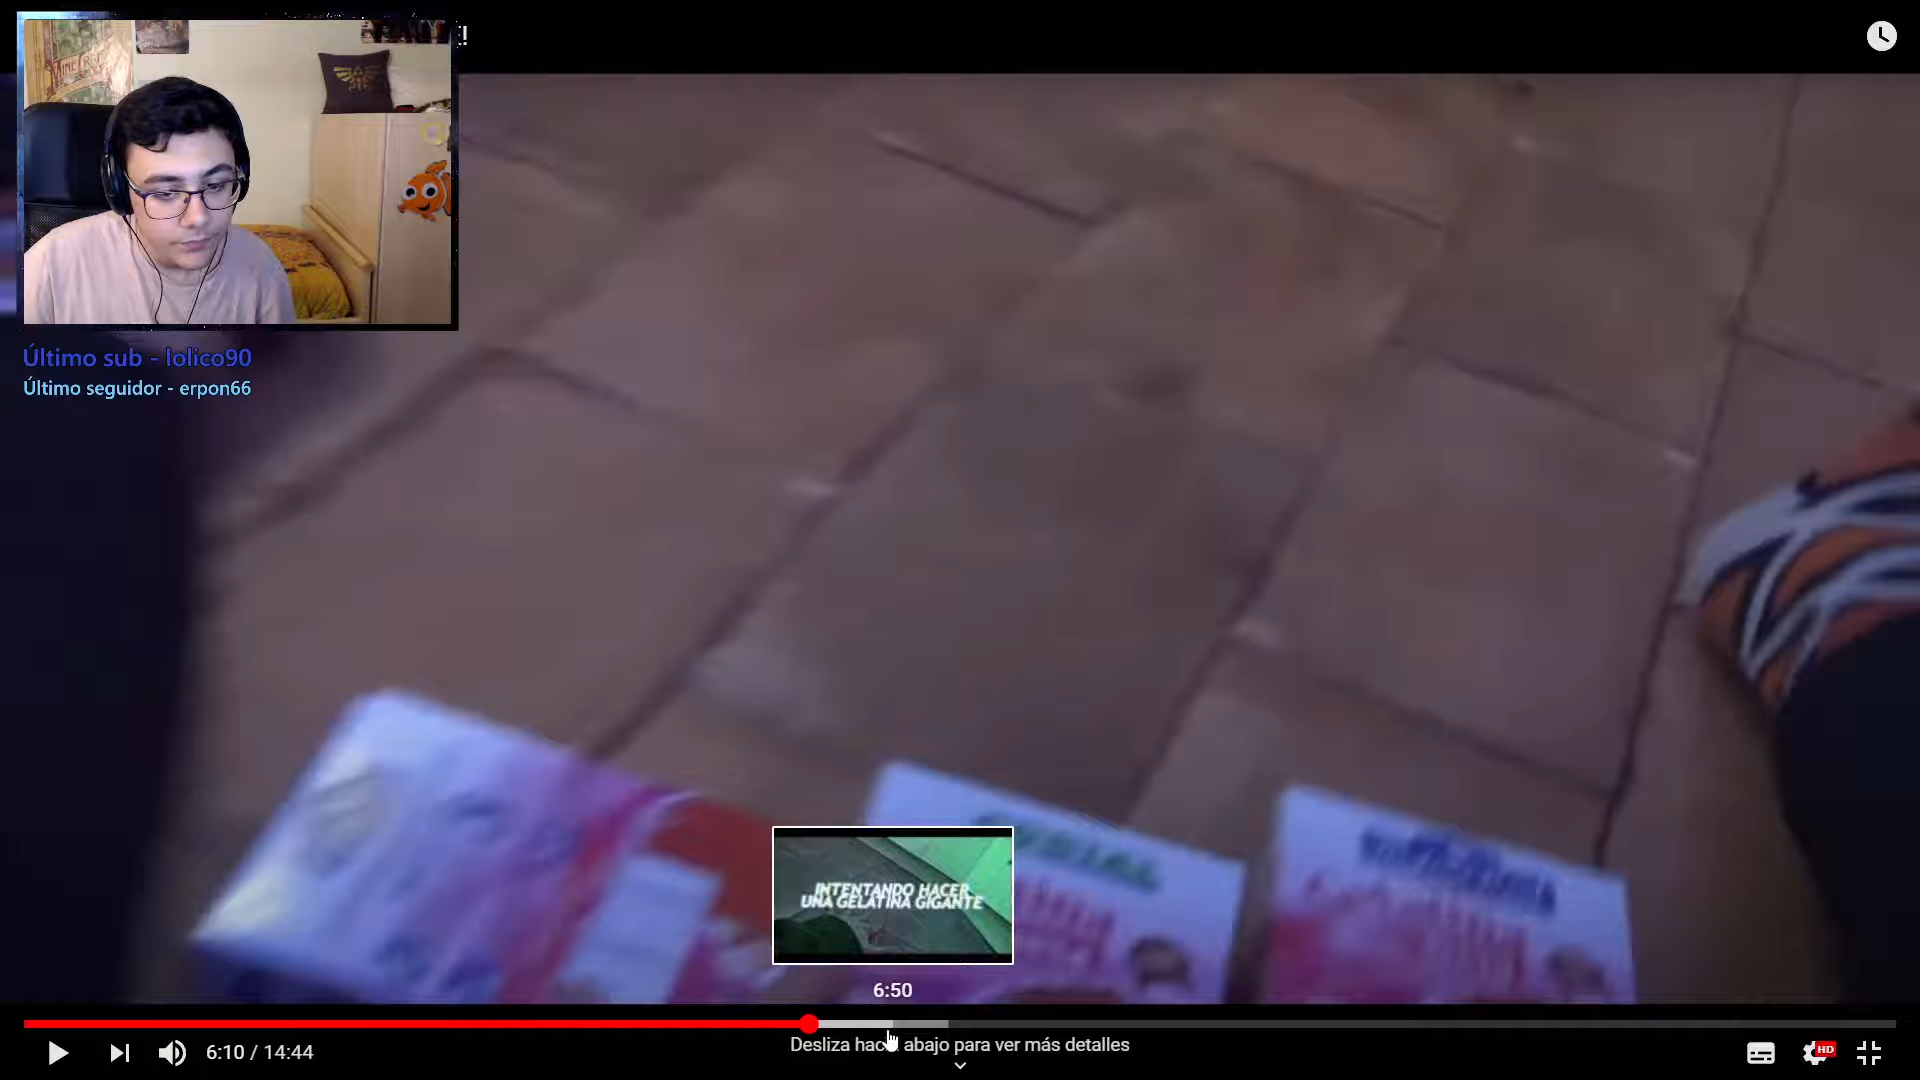 !
MINECRAFT
Último sub - lolico90
Último seguidor - erpon66
INTENTANDO HACER
UNA GELATINA GIGANTE
6:50
6:10 / 14:44
Desliza hacia abajo para ver más detalles
HD